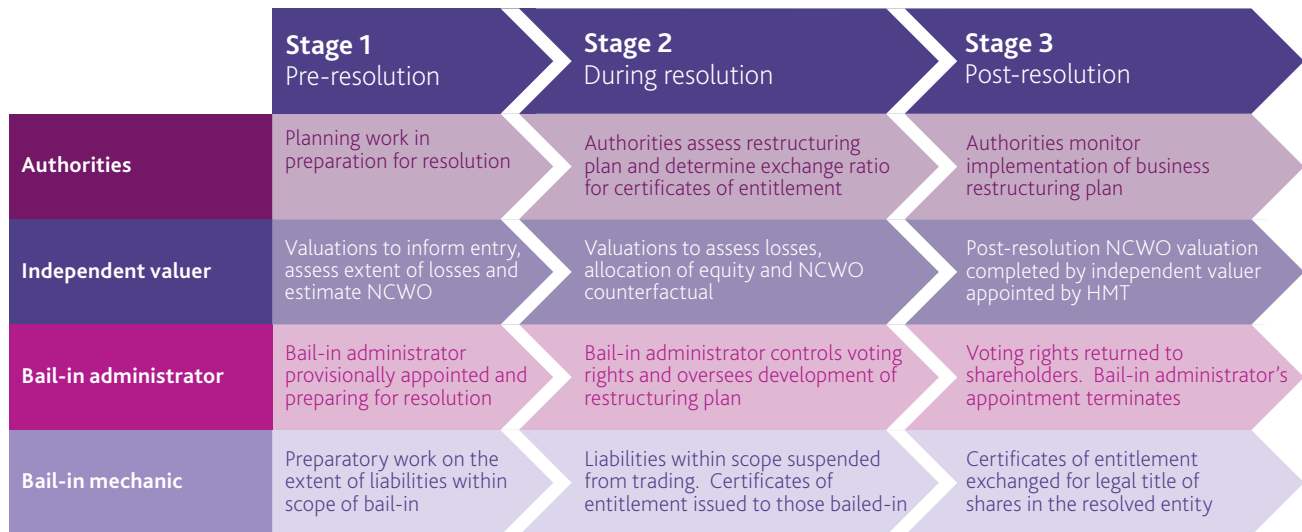 Stage 1
Pre-resolution
Stage 2
During resolution
Stage 3
Post-resolution
Authorities
Planning work in
preparation for resolution
Authorities assess restructuring
plan and determine exchange ratio
for certificates of entitlement
Authorities monitor
implementation of business
restructuring plan
Independent valuer
Valuations to inform entry,
assess extent of losses and
estimate NCWO
Valuations to assess losses,
allocation of equity and NCWO
counterfactual
Post-resolution NCWO valuation
completed by independent valuer
appointed by HMT
Bail-in administrator
Bail-in administrator
provisionally appointed and
preparing for resolution
Bail-in administrator controls voting
rights and oversees development of
restructuring plan
Voting rights returned to
shareholders. Bail-in administrator’s
appointment terminates
Bail-in mechanic
Preparatory work on the
extent of liabilities within
scope of bail-in
Liabilities within scope suspended
from trading. Certificates of
entitlement issued to those bailed-in
Certificates of entitlement
exchanged for legal title of
shares in the resolved entity